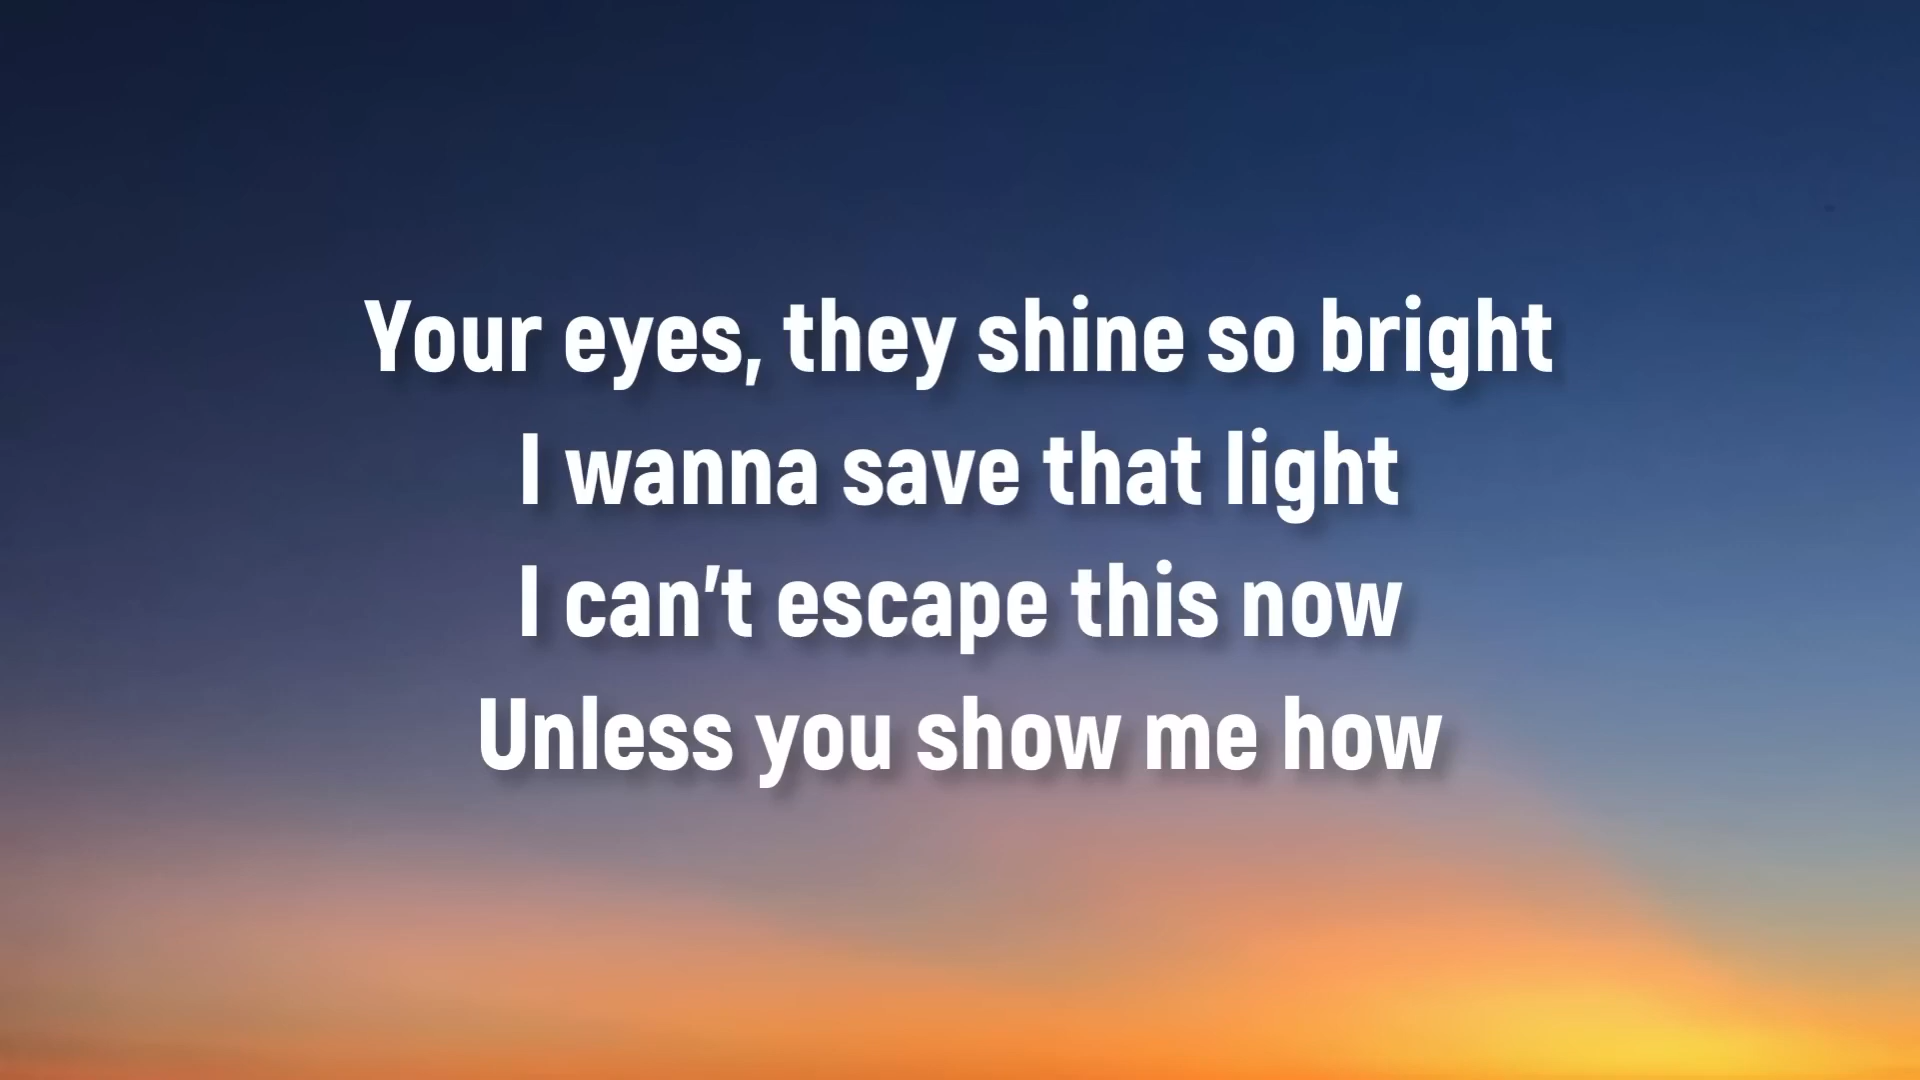 Your eyes, they shine so bright
I wanna save that light
I can't escape this now
Unless you show me how